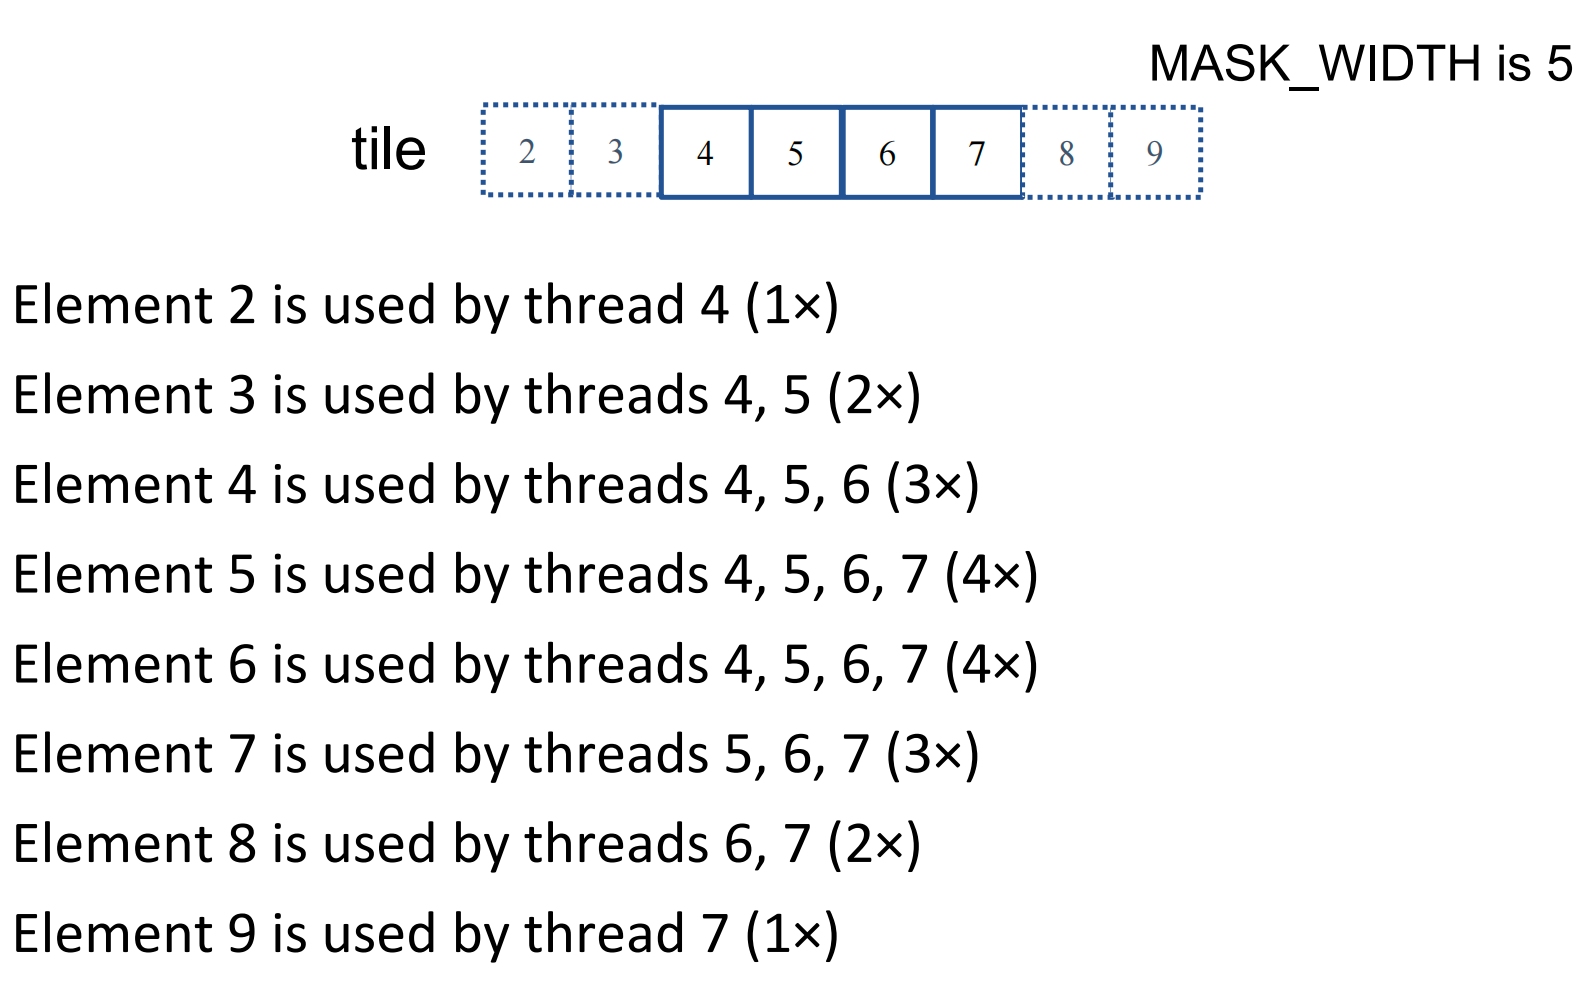 MASK_WIDTH is 5
tile 2 3 4 5 6 7 8 9
Element 2 is used by thread 4 (1×)
Element 3 is used by threads 4, 5 (2×)
Element 4 is used by threads 4, 5, 6 (3×)
Element 5 is used by threads 4, 5, 6, 7 (4×)
Element 6 is used by threads 4, 5, 6, 7 (4×)
Element 7 is used by threads 5, 6, 7 (3×)
Element 8 is used by threads 6, 7 (2×)
Element 9 is used by thread 7 (1×)